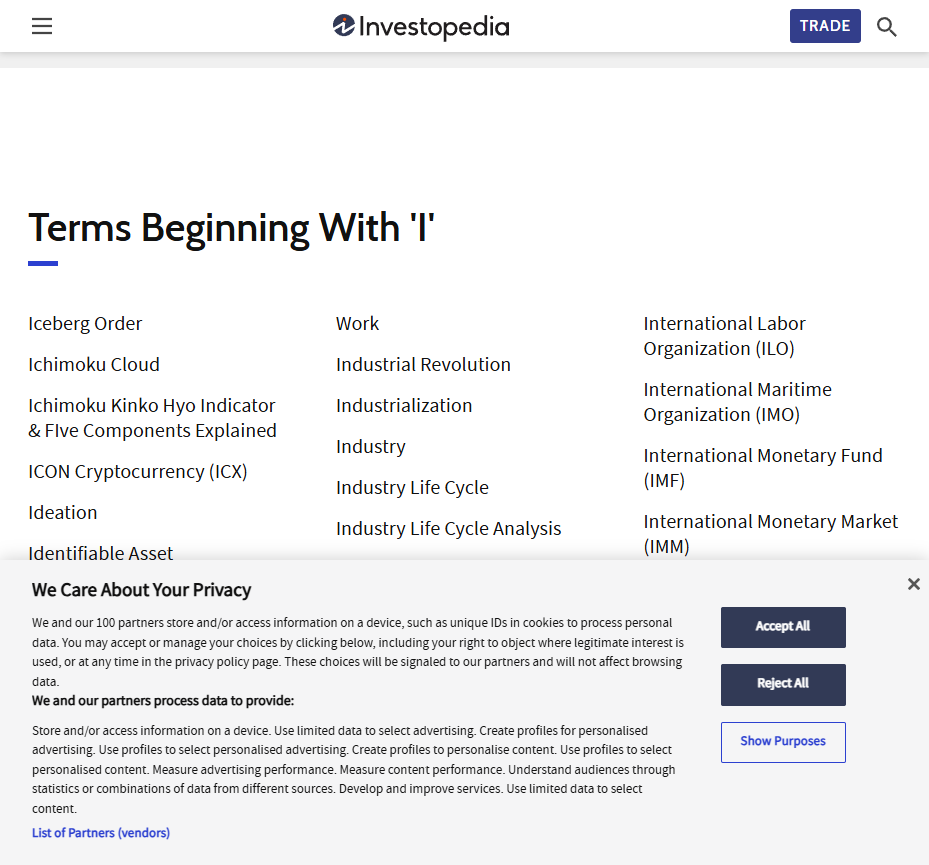 Investopedia
TRADE
Terms Beginning With 'I'
Iceberg Order
Ichimoku Cloud
Ichimoku Kinko Hyo Indicator
& FIve Components Explained
ICON Cryptocurrency (ICX)
Ideation
Identifiable Asset
Work
Industrial Revolution
Industrialization
Industry
Industry Life Cycle
Industry Life Cycle Analysis
International Labor
Organization (ILO)
International Maritime
Organization (IMO)
International Monetary Fund
(IMF)
International Monetary Market
(IMM)
We Care About Your Privacy
We and our 100 partners store and/or access information on a device, such as unique IDs in cookies to process personal
data. You may accept or manage your choices by clicking below, including your right to object where legitimate interest is
used, or at any time in the privacy policy page. These choices will be signaled to our partners and will not affect browsing
data.
We and our partners process data to provide:
Store and/or access information on a device. Use limited data to select advertising. Create profiles for personalised
advertising. Use profiles to select personalised advertising. Create profiles to personalise content. Use profiles to select
personalised content. Measure advertising performance. Measure content performance. Understand audiences through
statistics or combinations of data from different sources. Develop and improve services. Use limited data to select
content.
List of Partners (vendors)
Accept All
Reject All
Show Purposes